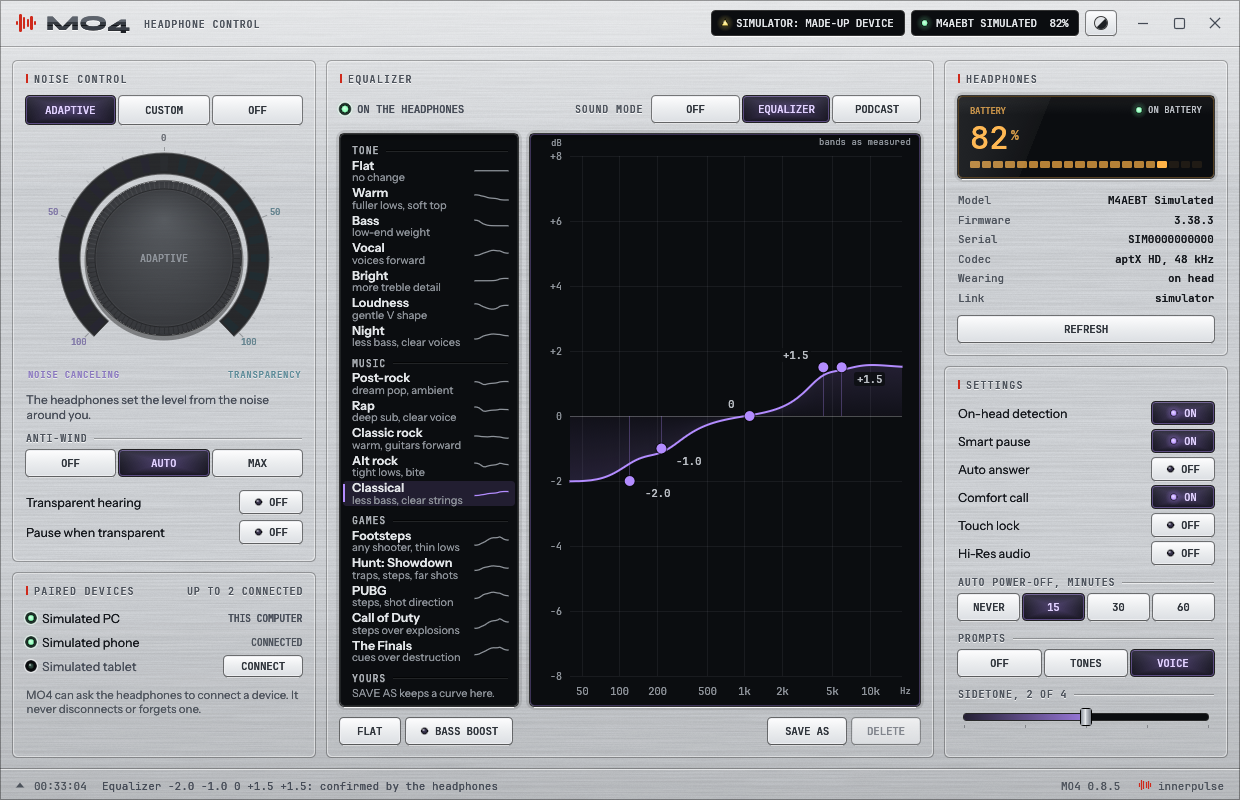 MO4 HEADPHONE CONTROL
SIMULATOR: MADE-UP DEVICE
M4AEBT SIMULATED 82%
NOISE CONTROL
ADAPTIVE CUSTOM OFF
0
50 50
ADAPTIVE
100 100
NOISE CANCELING TRANSPARENCY
The headphones set the level from the noise
around you.
ANTI-WIND
OFF AUTO MAX
Transparent hearing OFF
Pause when transparent OFF
PAIRED DEVICES UP TO 2 CONNECTED
Simulated PC THIS COMPUTER
Simulated phone CONNECTED
Simulated tablet CONNECT
MO4 can ask the headphones to connect a device. It
never disconnects or forgets one.
EQUALIZER
ON THE HEADPHONES SOUND MODE OFF EQUALIZER PODCAST
TONE
Flat
no change
Warm
fuller lows, soft top
Bass
low-end weight
Vocal
voices forward
Bright
more treble detail
Loudness
gentle V shape
Night
less bass, clear voices
MUSIC
Post-rock
dream pop, ambient
Rap
deep sub, clear voice
Classic rock
warm, guitars forward
Alt rock
tight lows, bite
Classical
less bass, clear strings
GAMES
Footsteps
any shooter, thin lows
Hunt: Showdown
traps, steps, far shots
PUBG
steps, shot direction
Call of Duty
steps over explosions
The Finals
cues over destruction
YOURS
SAVE AS keeps a curve here.
dB bands as measured
+8
+6
+4
+2
0
-2
-4
-6
-8
+1.5
+1.5
0
-1.0
-2.0
50 100 200 500 1k 2k 5k 10k Hz
FLAT BASS BOOST SAVE AS DELETE
HEADPHONES
BATTERY ON BATTERY
82%
Model M4AEBT Simulated
Firmware 3.38.3
Serial SIM0000000000
Codec aptX HD, 48 kHz
Wearing on head
Link simulator
REFRESH
SETTINGS
On-head detection ON
Smart pause ON
Auto answer OFF
Comfort call ON
Touch lock OFF
Hi-Res audio OFF
AUTO POWER-OFF, MINUTES
NEVER 15 30 60
PROMPTS
OFF TONES VOICE
SIDETONE, 2 OF 4
00:33:04 Equalizer -2.0 -1.0 0 +1.5 +1.5: confirmed by the headphones
MO4 0.8.5 innerpulse